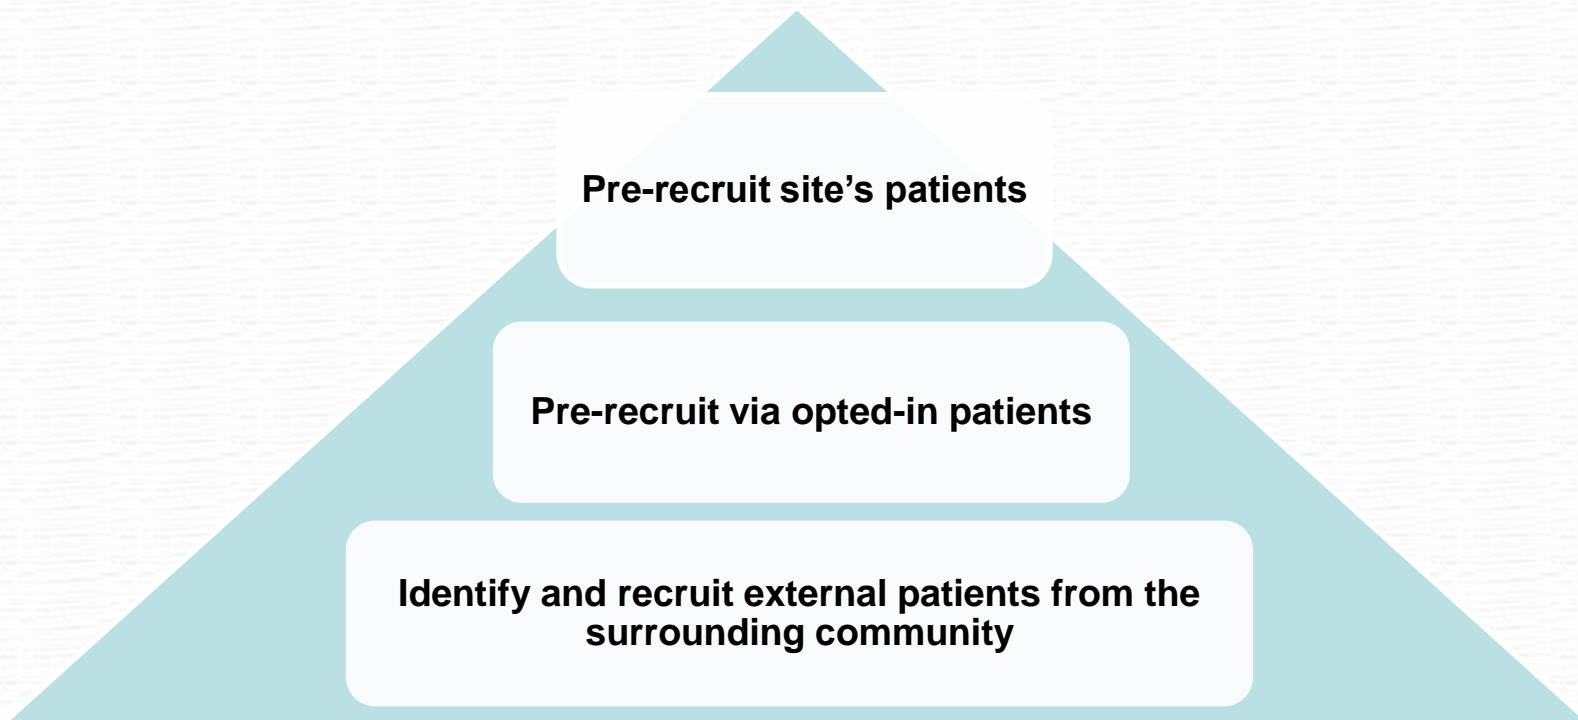 Pre-recruit site’s patients
Pre-recruit via opted-in patients
Identify and recruit external patients from the
surrounding community